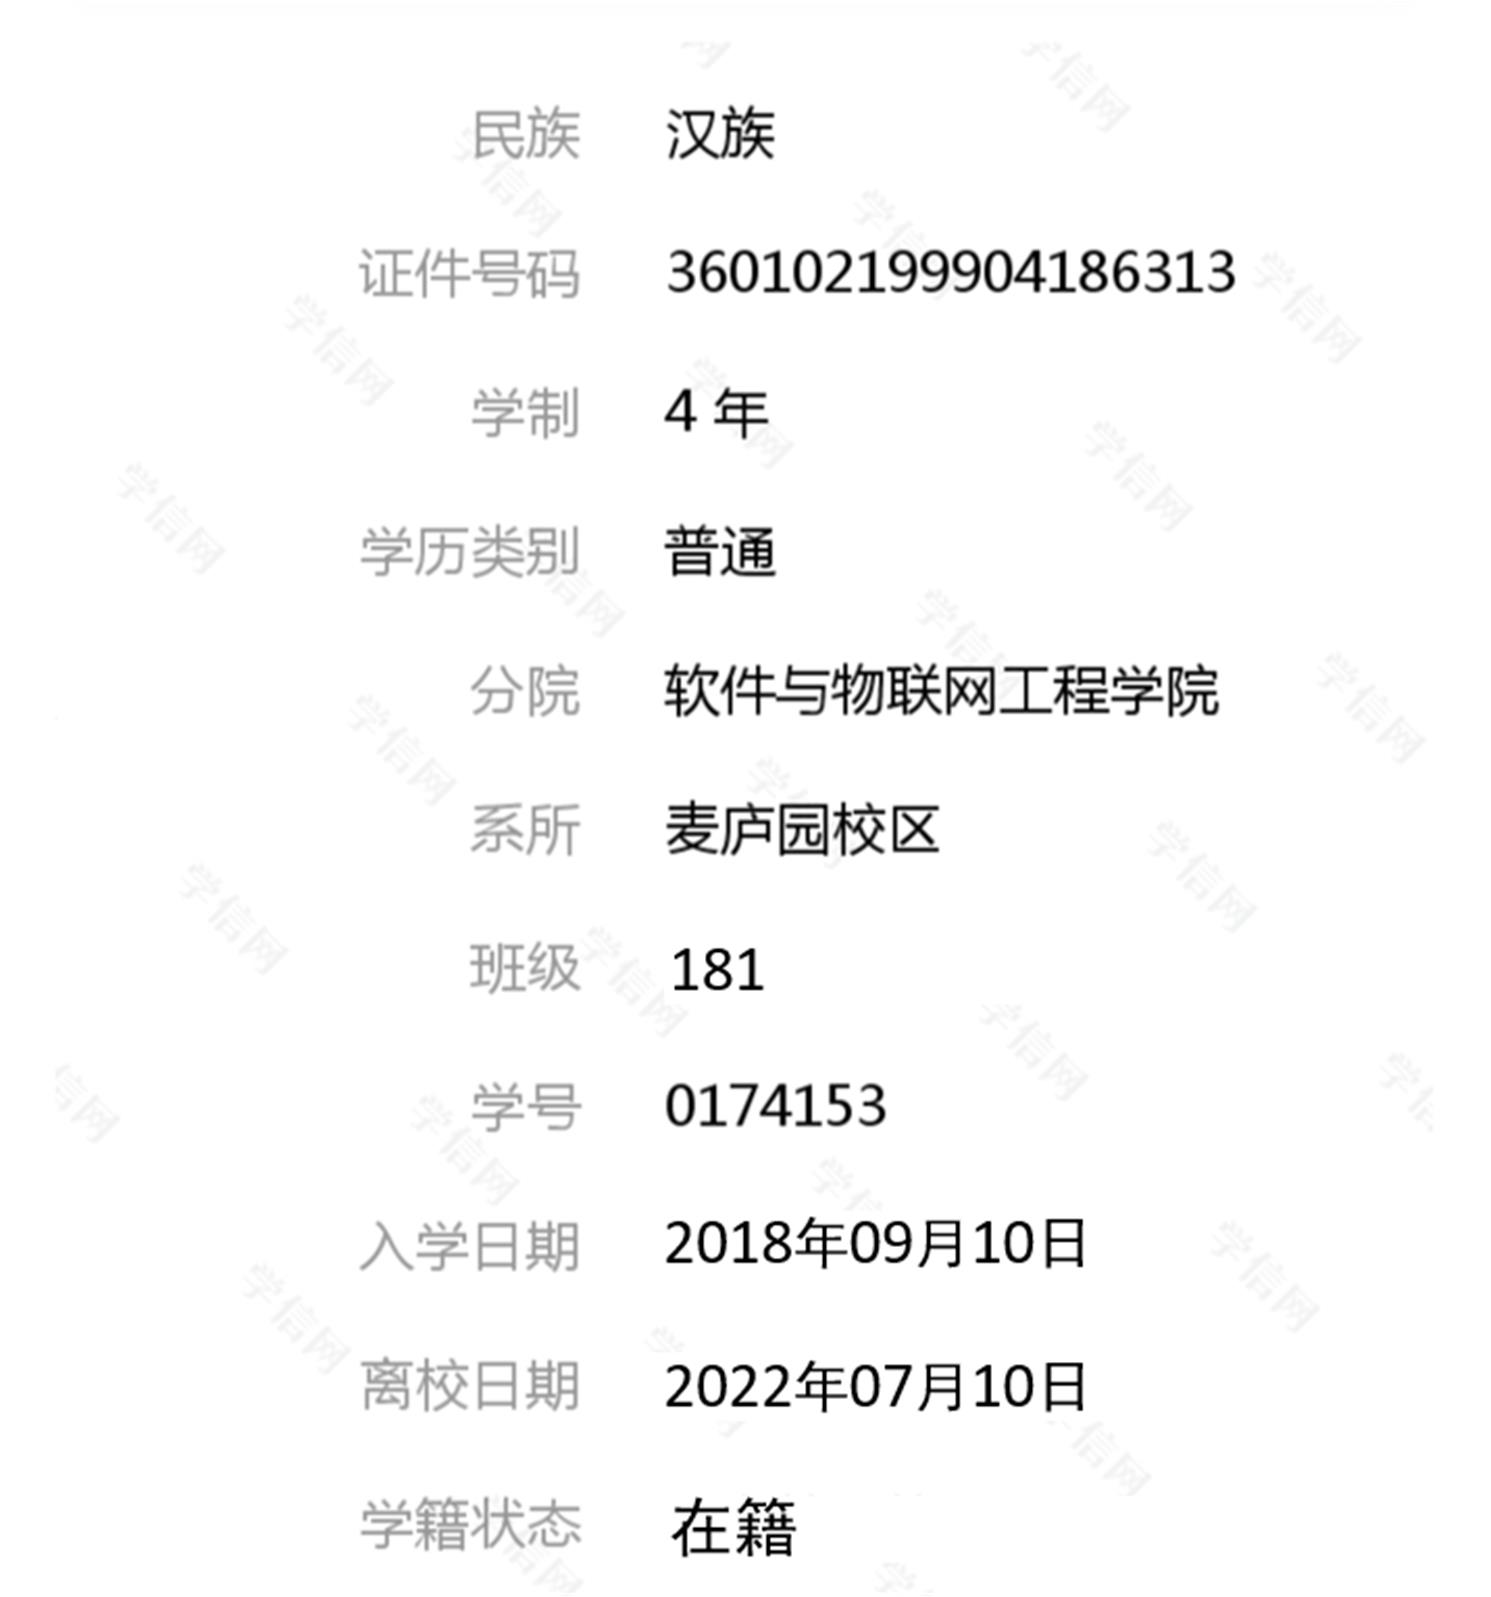 民族 汉族
证件号码 360102199904186313
学制 4 年
学历类别 普通
分院 软件与物联网工程学院
系所 麦庐园校区
班级 181
学号 0174153
入学日期 2018年09月10日
离校日期 2022年07月10日
学籍状态 在籍
学信网